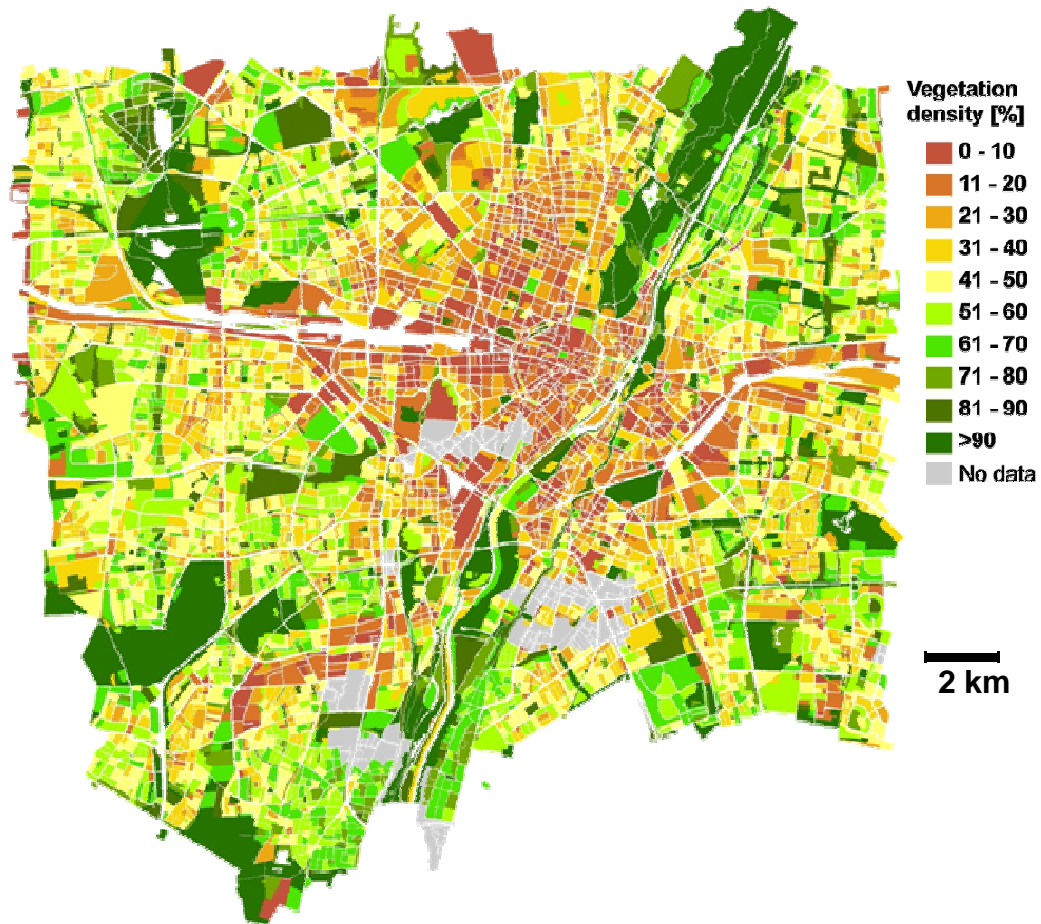 Vegetation
density [%]
0 - 10
11 - 20
21 - 30
31 - 40
41 - 50
51 - 60
61 - 70
71 - 80
81 - 90
>90
No data
2 km